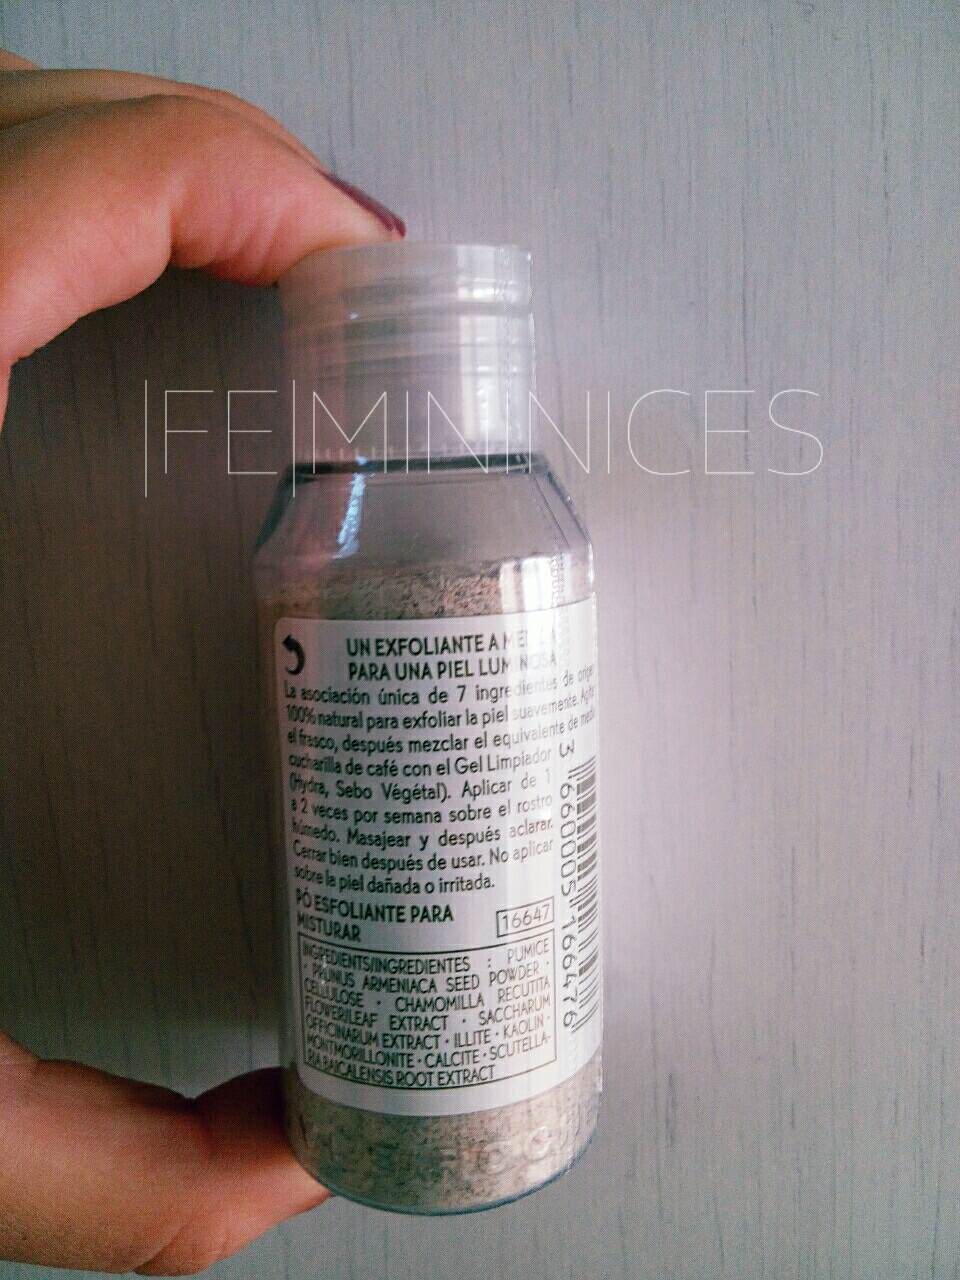 |FE|MININNICES
UN EXFOLIANTE A
PARA UNA PIEL LUMINOSA
La asociación única de 7 ingredientes de
100% natural para exfoliar la piel suavemente.
el frasco, después mezclar el equivalente de
cucharilla de café con el Gel Limpiador
(Hydra, Sebo Végétal). Aplicar de 1
a 2 veces por semana sobre el rostro
húmedo. Masajear y después aclarar.
Cerrar bien después de usar. No aplicar
sobre la piel dañada o irritada.
PÓ ESFOLIANTE PARA
MISTURAR
16647
INGREDIENTS/INGREDIENTES : PUMICE
· PRUNUS ARMENIACA SEED POWDER ·
CELLULOSE · CHAMOMILLA RECUTITA
FLOWER/LEAF EXTRACT · SACCHARUM
OFFICINARUM EXTRACT · ILLITE · KAOLIN ·
MONTMORILLONITE · CALCITE · SCUTELLA-
RIA BAICALENSIS ROOT EXTRACT
3 660005 166476